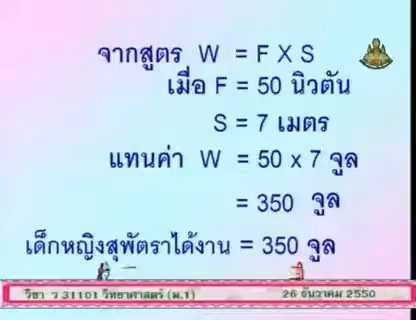 จากสูตร W = F X S
เมื่อ F = 50 นิวตัน
S = 7 เมตร
แทนค่า W = 50 x 7 จูล
= 350 จูล
เด็กหญิงสุพัตราได้งาน = 350 จูล
วิชา ว 31101 วิทยาศาสตร์ (ม.1) 26 ธันวาคม 2550